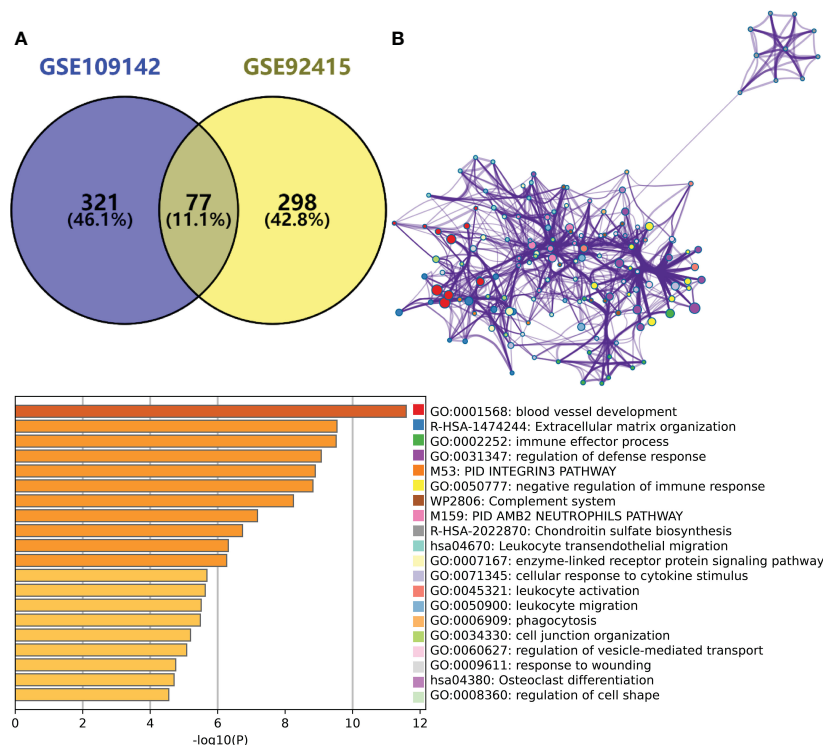 A
B
GSE109142
GSE92415
321
(46.1%)
77
(11.1%)
298
(42.8%)
GO:0001568: blood vessel development
R-HSA-1474244: Extracellular matrix organization
GO:0002252: immune effector process
GO:0031347: regulation of defense response
M53: PID INTEGRIN3 PATHWAY
GO:0050777: negative regulation of immune response
WP2806: Complement system
M159: PID AMB2 NEUTROPHILS PATHWAY
R-HSA-2022870: Chondroitin sulfate biosynthesis
hsa04670: Leukocyte transendothelial migration
GO:0007167: enzyme-linked receptor protein signaling pathway
GO:0071345: cellular response to cytokine stimulus
GO:0045321: leukocyte activation
GO:0050900: leukocyte migration
GO:0006909: phagocytosis
GO:0034330: cell junction organization
GO:0060627: regulation of vesicle-mediated transport
GO:0009611: response to wounding
hsa04380: Osteoclast differentiation
GO:0008360: regulation of cell shape
0 2 4 6 8 10 12
-log10(P)